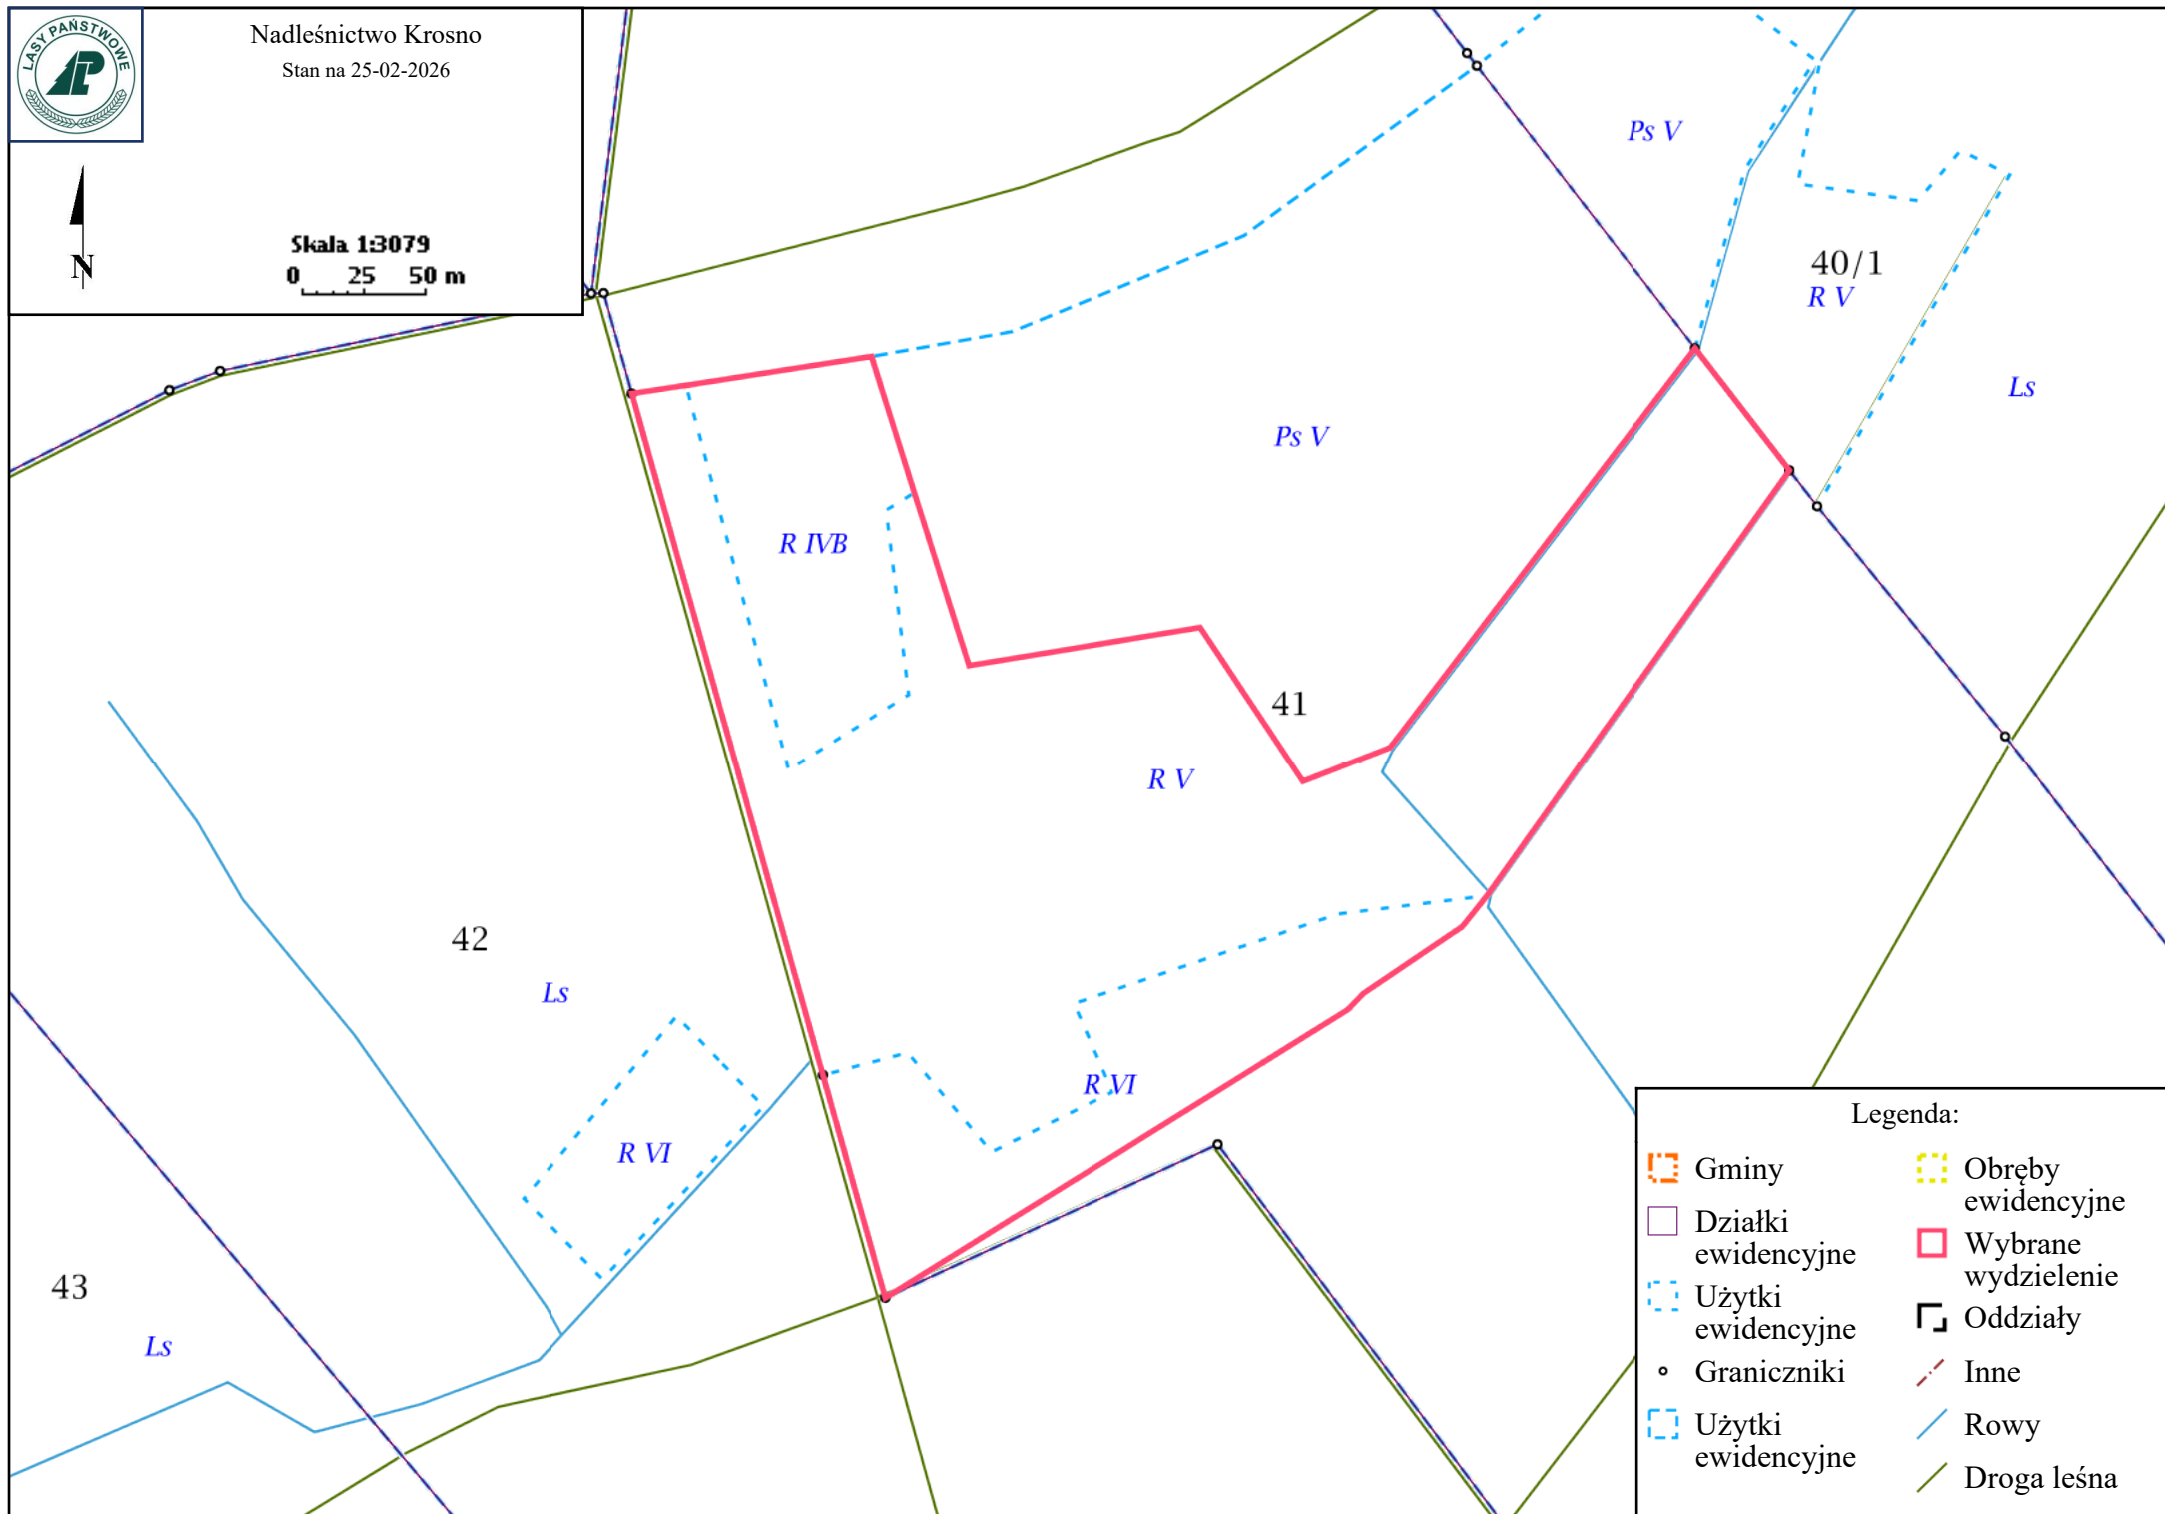 LASY PAŃSTWOWE
LP
Nadleśnictwo Krosno
Stan na 25-02-2026
N
Skala 1:3079
0 25 50 m
Ps V
40/1
R V
Ls
Ps V
R IVB
41
R V
42
Ls
R VI
R VI
43
Ls
Legenda:
Gminy
Działki
ewidencyjne
Użytki
ewidencyjne
Graniczniki
Użytki
ewidencyjne
Obręby
ewidencyjne
Wybrane
wydzielenie
Oddziały
Inne
Rowy
Droga leśna